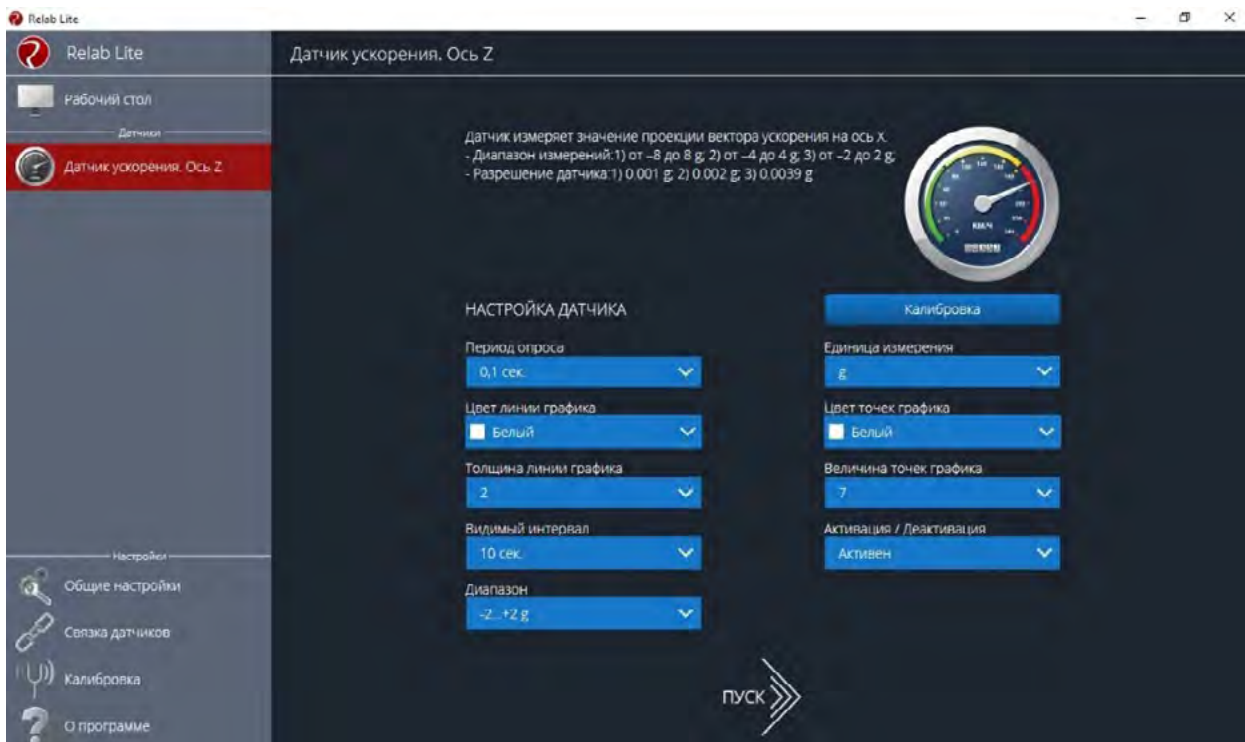 Relab Lite
Relab Lite
Датчик ускорения. Ось Z
Рабочий стол
Датчики
Датчик ускорения. Ось Z
Датчик измеряет значение проекции вектора ускорения на ось X.
- Диапазон измерений:1) от –8 до 8 g; 2) от –4 до 4 g; 3) от –2 до 2 g;
- Разрешение датчика:1) 0.001 g; 2) 0.002 g; 3) 0.0039 g
КМ/Ч
НАСТРОЙКА ДАТЧИКА
Калибровка
Период опроса
Единица измерения
0,1 сек.
g
Цвет линии графика
Цвет точек графика
Белый
Белый
Толщина линии графика
Величина точек графика
2
7
Видимый интервал
Активация / Деактивация
10 сек.
Активен
Диапазон
-2...+2 g
Настройки
Общие настройки
Связка датчиков
Калибровка
О программе
ПУСК